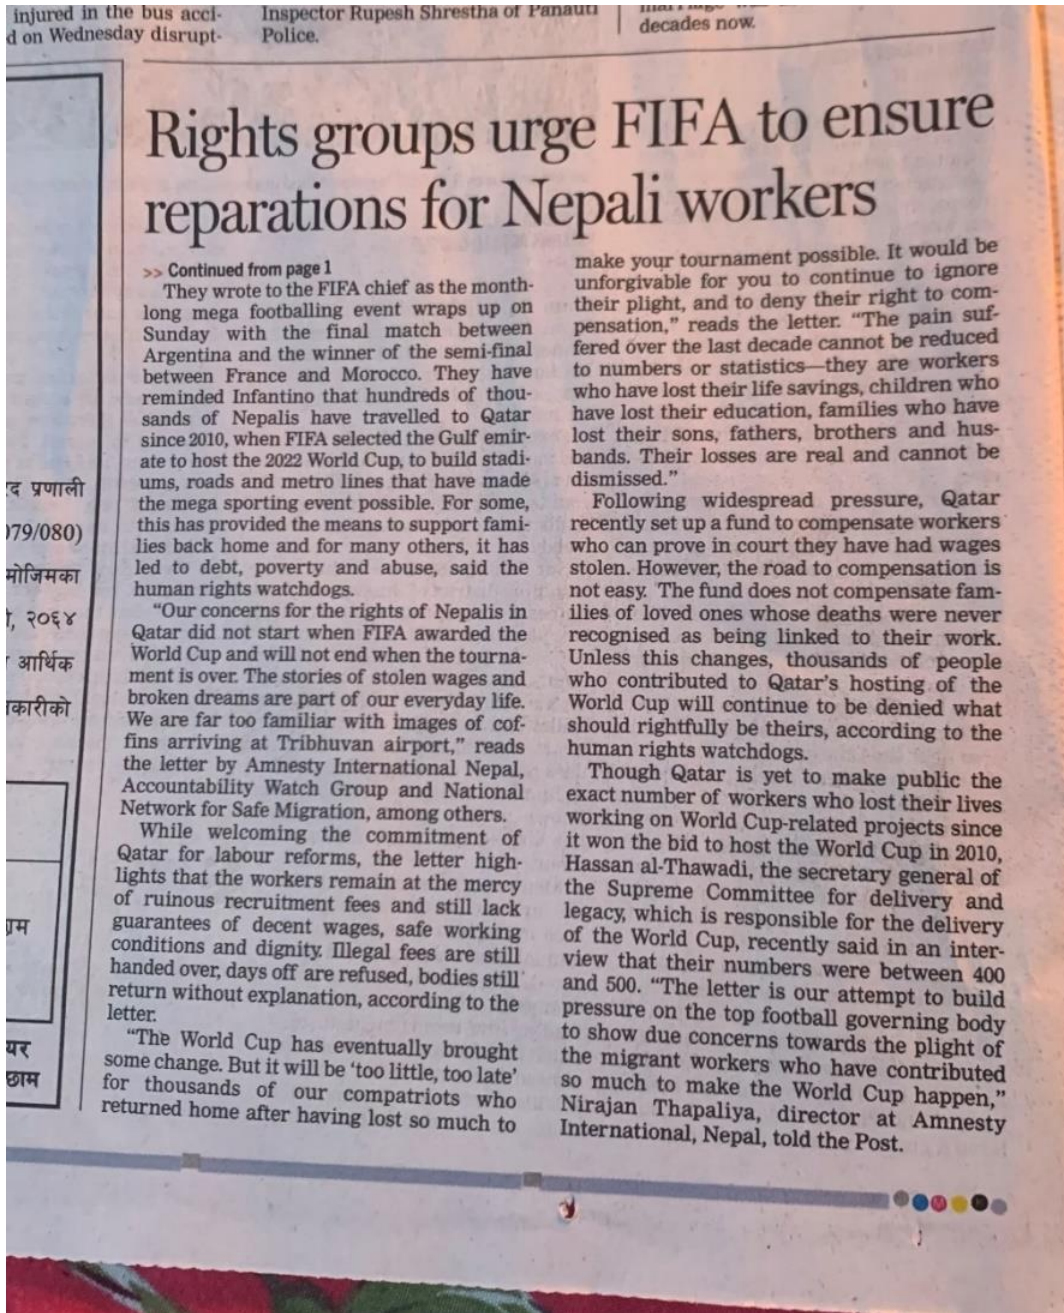 injured in the bus acci-
d on Wednesday disrupt-
Inspector Rupesh Shrestha of Panauti
Police.
decades now.
द प्रणाली
079/080)
मोजिमका
, २०६४
आर्थिक
कारीको
यर
छाम
Rights groups urge FIFA to ensure
reparations for Nepali workers
>> Continued from page 1
They wrote to the FIFA chief as the month-
long mega footballing event wraps up on
Sunday with the final match between
Argentina and the winner of the semi-final
between France and Morocco. They have
reminded Infantino that hundreds of thou-
sands of Nepalis have travelled to Qatar
since 2010, when FIFA selected the Gulf emir-
ate to host the 2022 World Cup, to build stadi-
ums, roads and metro lines that have made
the mega sporting event possible. For some,
this has provided the means to support fami-
lies back home and for many others, it has
led to debt, poverty and abuse, said the
human rights watchdogs.
"Our concerns for the rights of Nepalis in
Qatar did not start when FIFA awarded the
World Cup and will not end when the tourna-
ment is over. The stories of stolen wages and
broken dreams are part of our everyday life.
We are far too familiar with images of cof-
fins arriving at Tribhuvan airport," reads
the letter by Amnesty International Nepal,
Accountability Watch Group and National
Network for Safe Migration, among others.
While welcoming the commitment of
Qatar for labour reforms, the letter high-
lights that the workers remain at the mercy
of ruinous recruitment fees and still lack
guarantees of decent wages, safe working
conditions and dignity. Illegal fees are still
handed over, days off are refused, bodies still
return without explanation, according to the
letter.
"The World Cup has eventually brought
some change. But it will be 'too little, too late'
for thousands of our compatriots who
returned home after having lost so much to
make your tournament possible. It would be
unforgivable for you to continue to ignore
their plight, and to deny their right to com-
pensation," reads the letter. "The pain suf-
fered over the last decade cannot be reduced
to numbers or statistics—they are workers
who have lost their life savings, children who
have lost their education, families who have
lost their sons, fathers, brothers and hus-
bands. Their losses are real and cannot be
dismissed."
Following widespread pressure, Qatar
recently set up a fund to compensate workers
who can prove in court they have had wages
stolen. However, the road to compensation is
not easy. The fund does not compensate fam-
ilies of loved ones whose deaths were never
recognised as being linked to their work.
Unless this changes, thousands of people
who contributed to Qatar's hosting of the
World Cup will continue to be denied what
should rightfully be theirs, according to the
human rights watchdogs.
Though Qatar is yet to make public the
exact number of workers who lost their lives
working on World Cup-related projects since
it won the bid to host the World Cup in 2010,
Hassan al-Thawadi, the secretary general of
the Supreme Committee for delivery and
legacy, which is responsible for the delivery
of the World Cup, recently said in an inter-
view that their numbers were between 400
and 500. "The letter is our attempt to build
pressure on the top football governing body
to show due concerns towards the plight of
the migrant workers who have contributed
so much to make the World Cup happen,"
Nirajan Thapaliya, director at Amnesty
International, Nepal, told the Post.